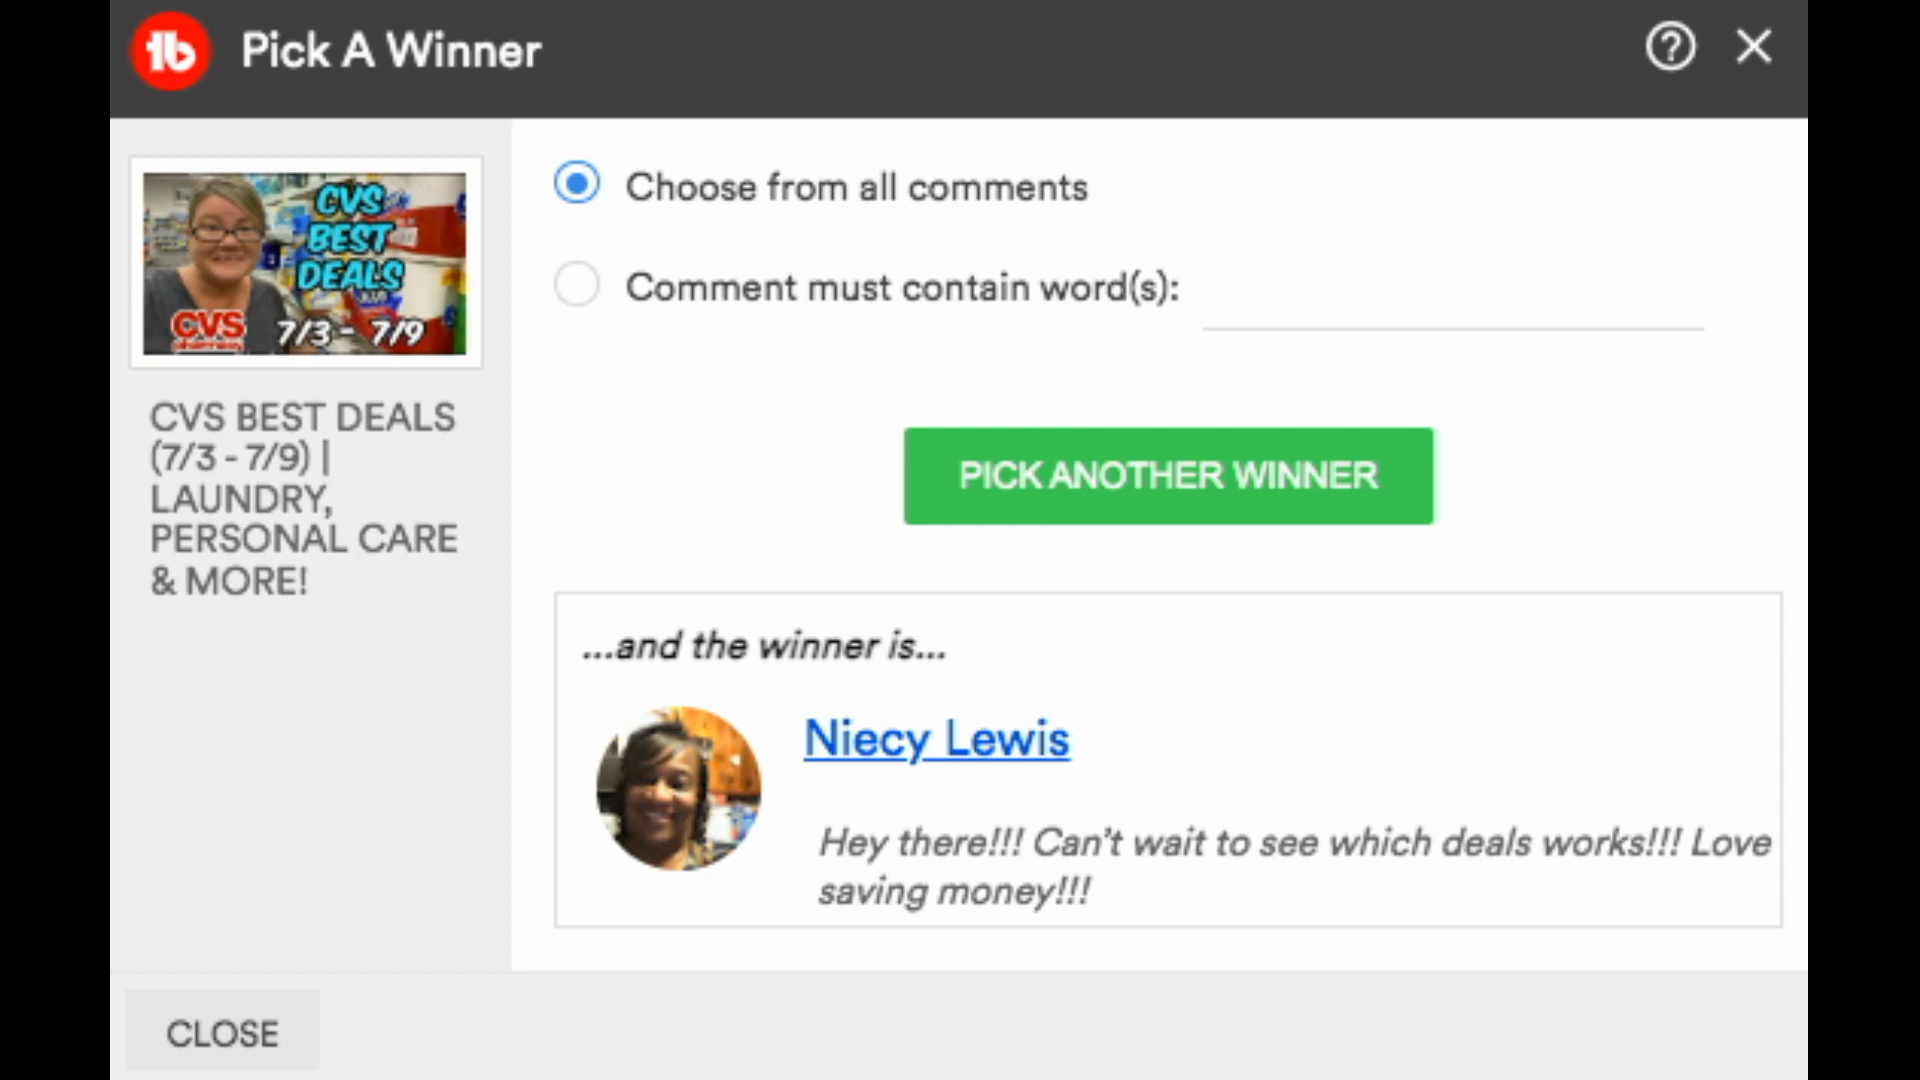 tb Pick A Winner
CVS
BEST
DEALS
CVS
pharmacy
7/3 - 7/9
CVS BEST DEALS
(7/3 - 7/9) |
LAUNDRY,
PERSONAL CARE
& MORE!
Choose from all comments
Comment must contain word(s):
PICK ANOTHER WINNER
...and the winner is...
Niecy Lewis
Hey there!!! Can't wait to see which deals works!!! Love
saving money!!!
CLOSE